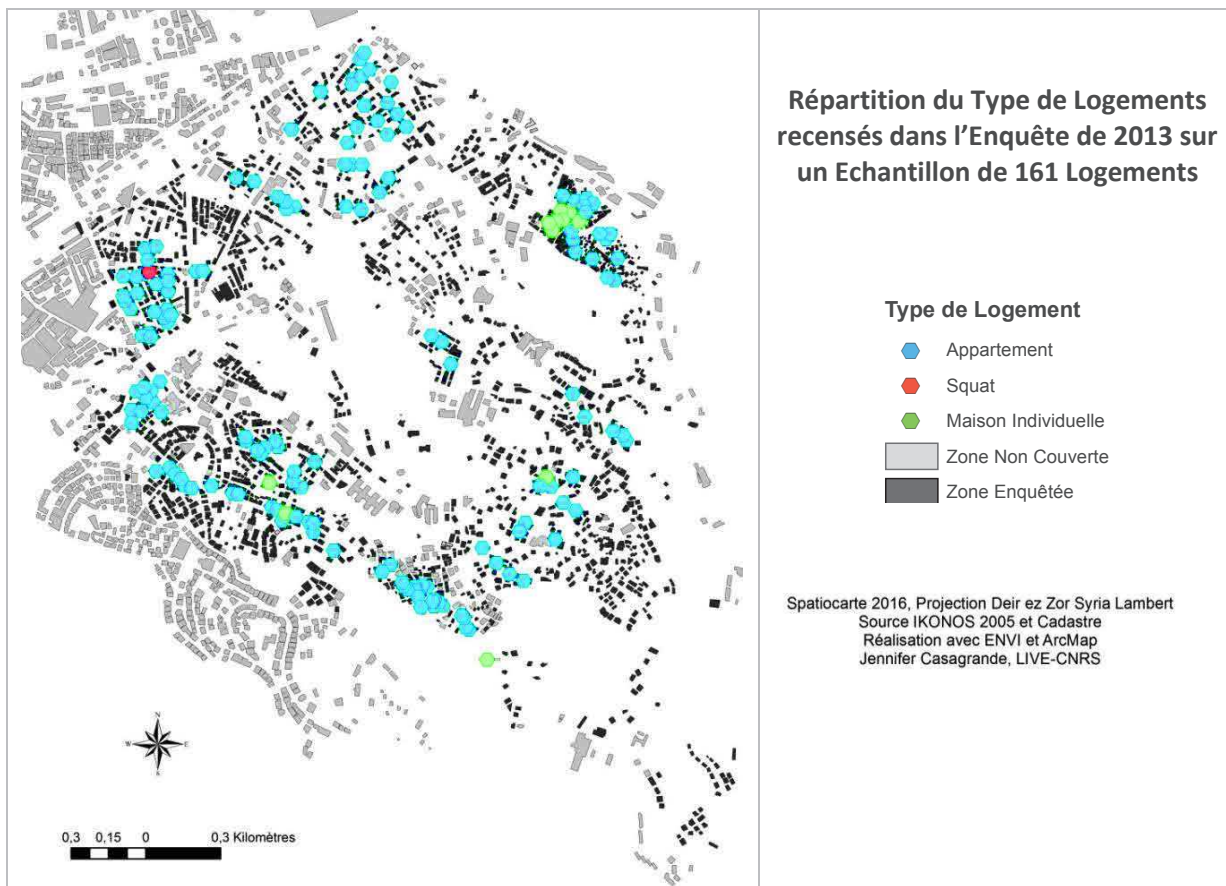 Répartition du Type de Logements
recensés dans l'Enquête de 2013 sur
un Echantillon de 161 Logements
Type de Logement
Appartement
Squat
Maison Individuelle
Zone Non Couverte
Zone Enquêtée
Spatiocarte 2016, Projection Deir ez Zor Syria Lambert
Source IKONOS 2005 et Cadastre
Réalisation avec ENVI et ArcMap
Jennifer Casagrande, LIVE-CNRS
N
W E
S
0,3 0,15 0 0,3 Kilomètres